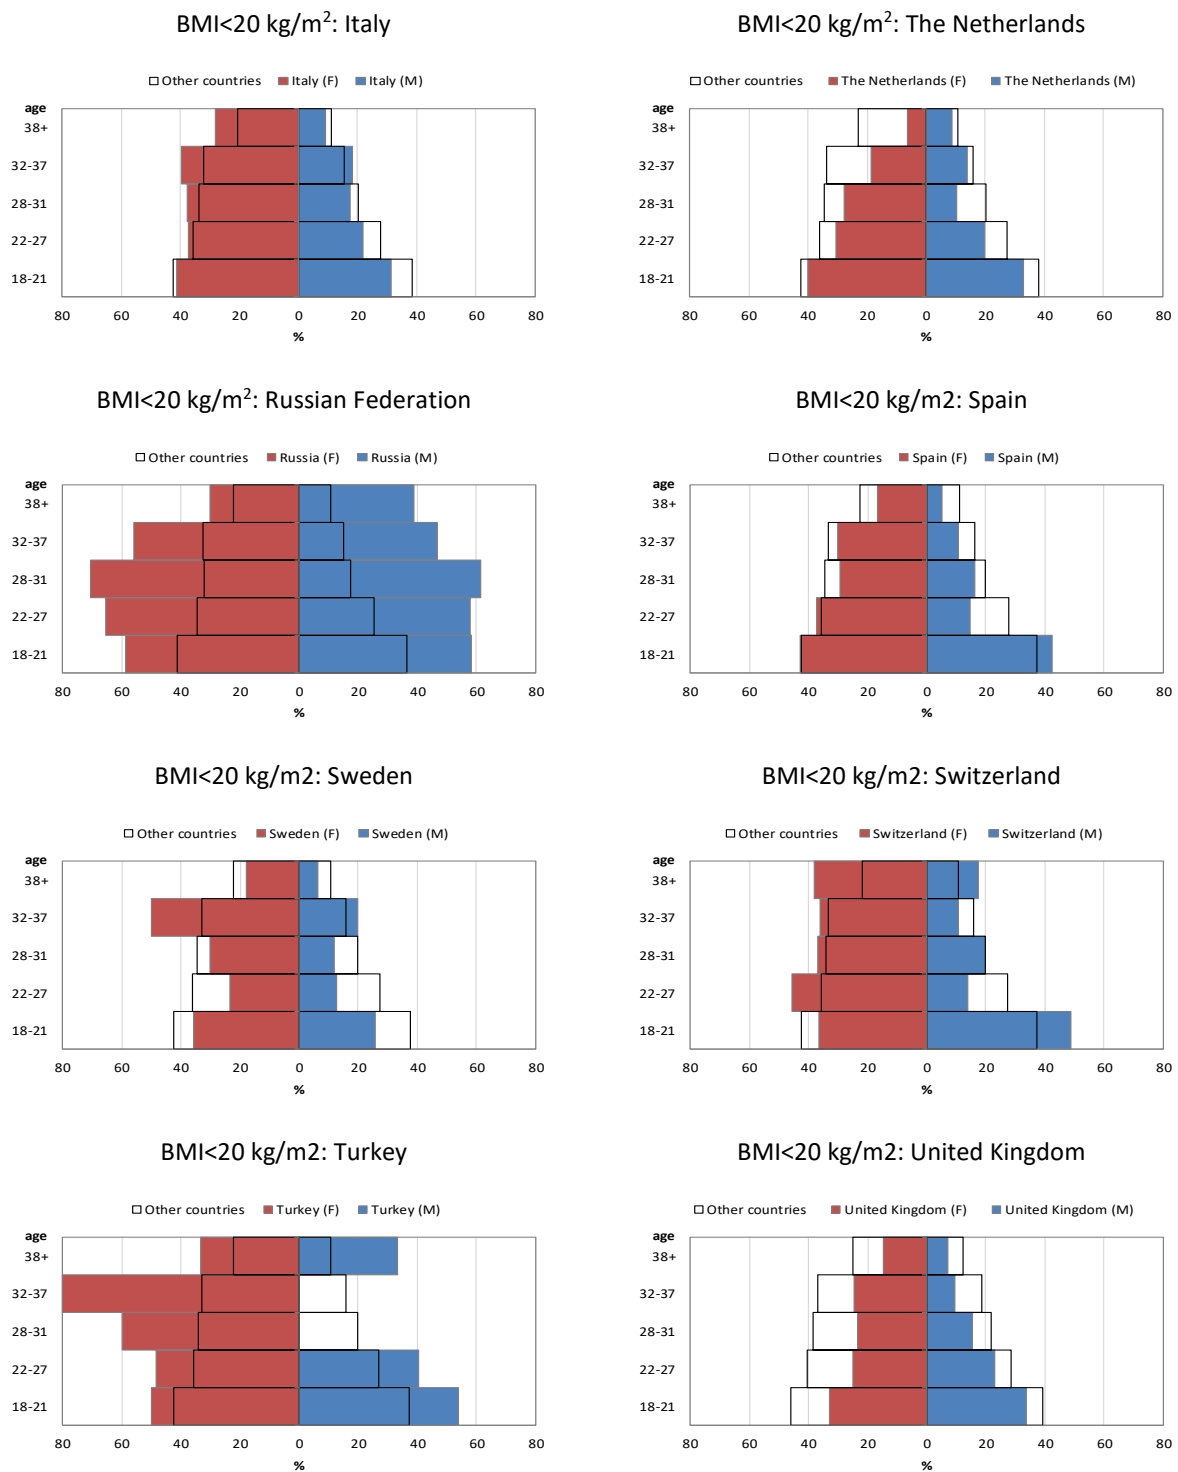 BMI<20 kg/m²: Italy
Other countries Italy (F) Italy (M)
age
38+
32-37
28-31
22-27
18-21
80 60 40 20 0 20 40 60 80
%
BMI<20 kg/m²: The Netherlands
Other countries The Netherlands (F) The Netherlands (M)
age
38+
32-37
28-31
22-27
18-21
80 60 40 20 0 20 40 60 80
%
BMI<20 kg/m²: Russian Federation
Other countries Russia (F) Russia (M)
age
38+
32-37
28-31
22-27
18-21
80 60 40 20 0 20 40 60 80
%
BMI<20 kg/m2: Spain
Other countries Spain (F) Spain (M)
age
38+
32-37
28-31
22-27
18-21
80 60 40 20 0 20 40 60 80
%
BMI<20 kg/m2: Sweden
Other countries Sweden (F) Sweden (M)
age
38+
32-37
28-31
22-27
18-21
80 60 40 20 0 20 40 60 80
%
BMI<20 kg/m2: Switzerland
Other countries Switzerland (F) Switzerland (M)
age
38+
32-37
28-31
22-27
18-21
80 60 40 20 0 20 40 60 80
%
BMI<20 kg/m2: Turkey
Other countries Turkey (F) Turkey (M)
age
38+
32-37
28-31
22-27
18-21
80 60 40 20 0 20 40 60 80
%
BMI<20 kg/m2: United Kingdom
Other countries United Kingdom (F) United Kingdom (M)
age
38+
32-37
28-31
22-27
18-21
80 60 40 20 0 20 40 60 80
%